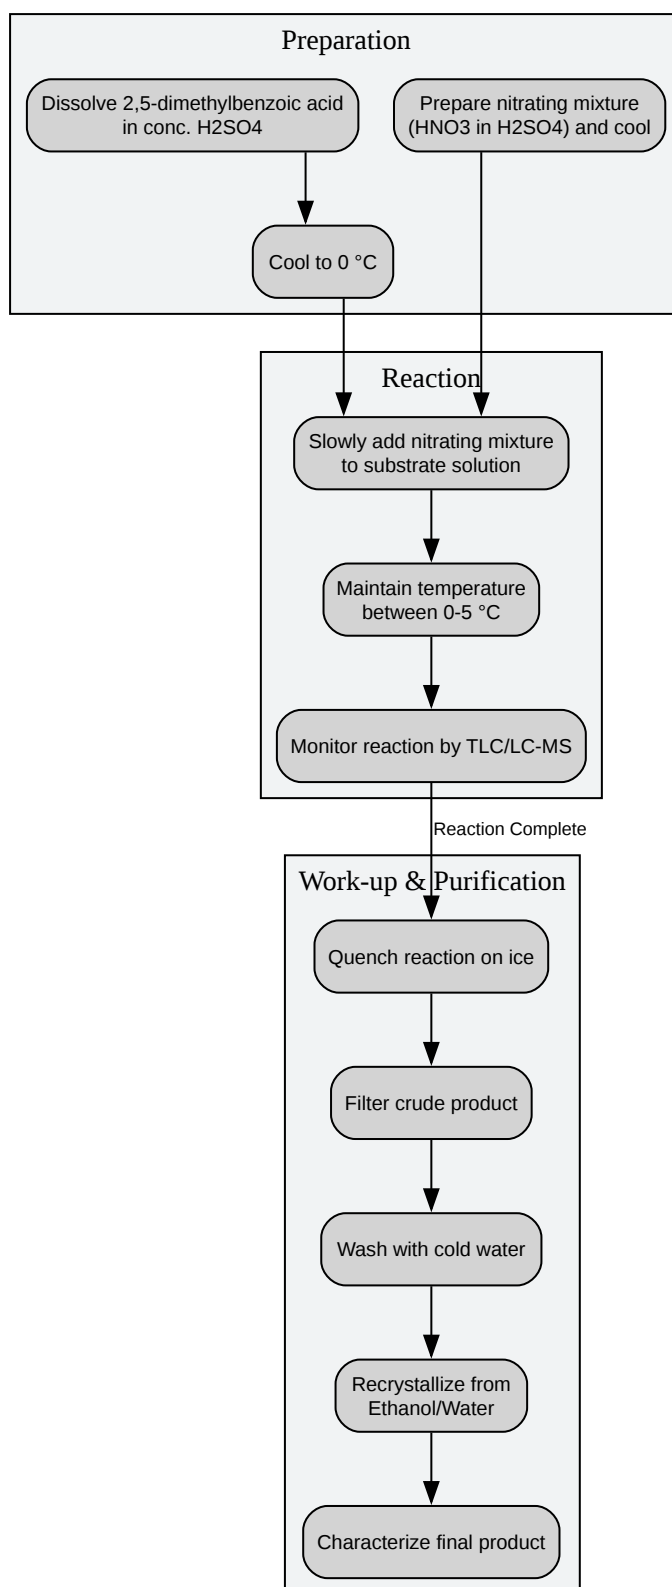 Preparation
Dissolve 2,5-dimethylbenzoic acid
in conc. H2SO4
Prepare nitrating mixture
(HNO3 in H2SO4) and cool
Cool to 0 °C
Reaction
Slowly add nitrating mixture
to substrate solution
Maintain temperature
between 0-5 °C
Monitor reaction by TLC/LC-MS
Reaction Complete
Work-up & Purification
Quench reaction on ice
Filter crude product
Wash with cold water
Recrystallize from
Ethanol/Water
Characterize final product